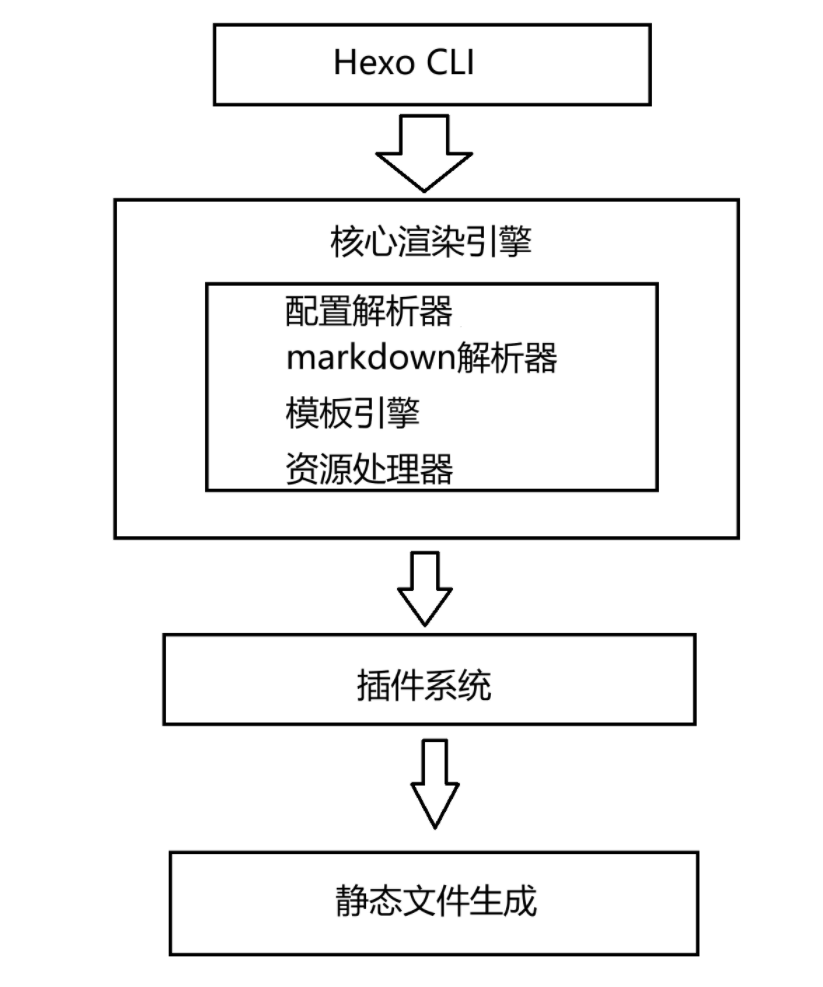 Hexo CLI
核心渲染引擎
配置解析器
markdown解析器
模板引擎
资源处理器
插件系统
静态文件生成